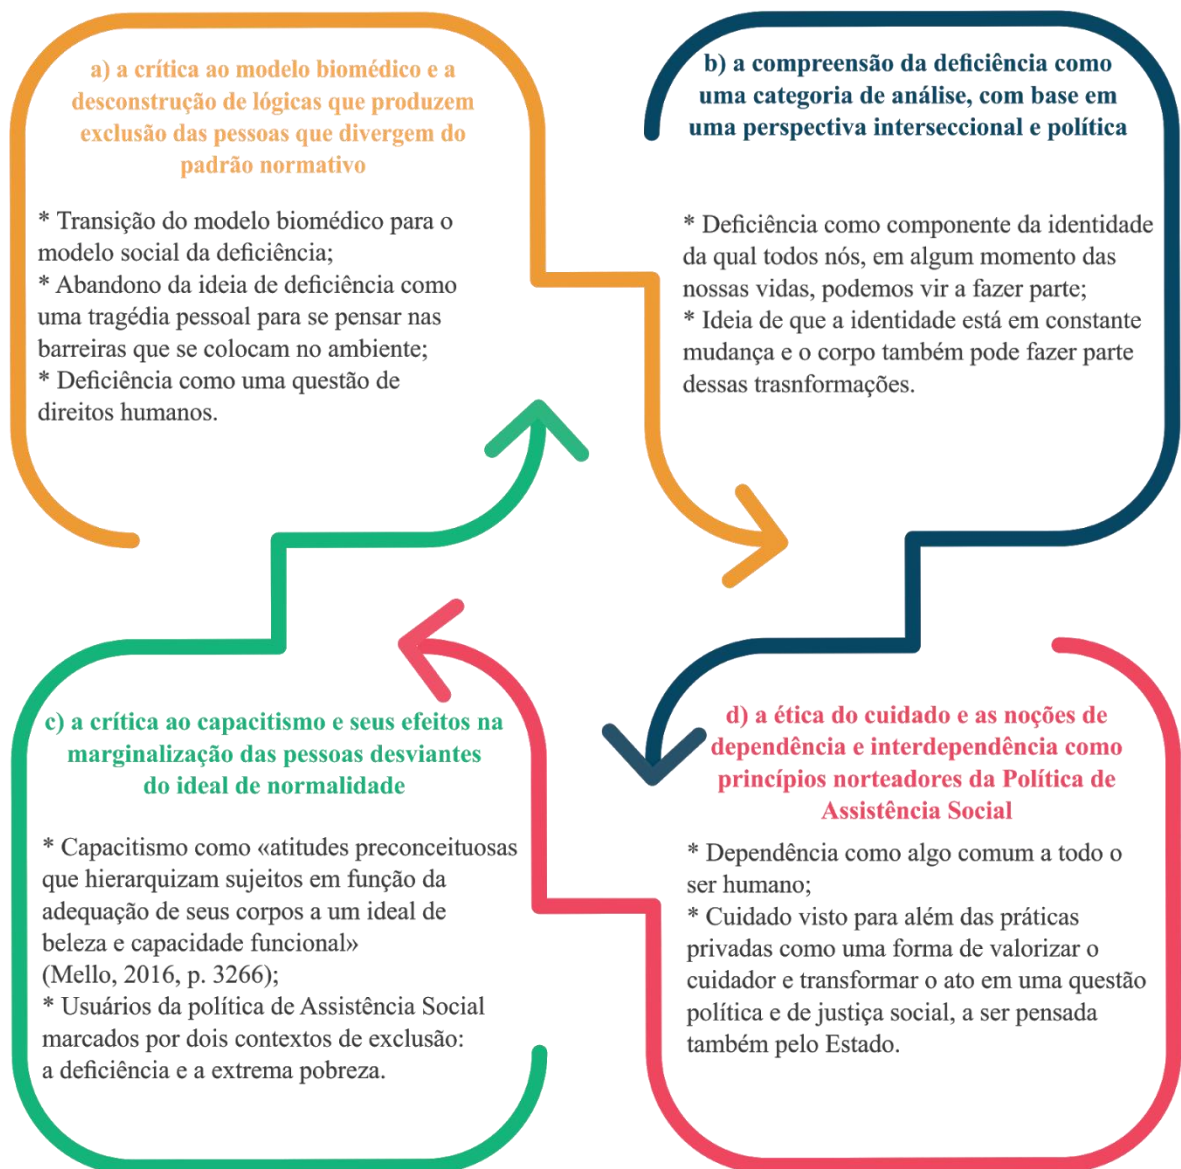 a) a crítica ao modelo biomédico e a
desconstrução de lógicas que produzem
exclusão das pessoas que divergem do
padrão normativo
* Transição do modelo biomédico para o
modelo social da deficiência;
* Abandono da ideia de deficiência como
uma tragédia pessoal para se pensar nas
barreiras que se colocam no ambiente;
* Deficiência como uma questão de
direitos humanos.
b) a compreensão da deficiência como
uma categoria de análise, com base em
uma perspectiva interseccional e política
* Deficiência como componente da identidade
da qual todos nós, em algum momento das
nossas vidas, podemos vir a fazer parte;
* Ideia de que a identidade está em constante
mudança e o corpo também pode fazer parte
dessas trasnformações.
c) a crítica ao capacitismo e seus efeitos na
marginalização das pessoas desviantes
do ideal de normalidade
* Capacitismo como «atitudes preconceituosas
que hierarquizam sujeitos em função da
adequação de seus corpos a um ideal de
beleza e capacidade funcional»
(Mello, 2016, p. 3266);
* Usuários da política de Assistência Social
marcados por dois contextos de exclusão:
a deficiência e a extrema pobreza.
d) a ética do cuidado e as noções de
dependência e interdependência como
princípios norteadores da Política de
Assistência Social
* Dependência como algo comum a todo o
ser humano;
* Cuidado visto para além das práticas
privadas como uma forma de valorizar o
cuidador e transformar o ato em uma questão
política e de justiça social, a ser pensada
também pelo Estado.